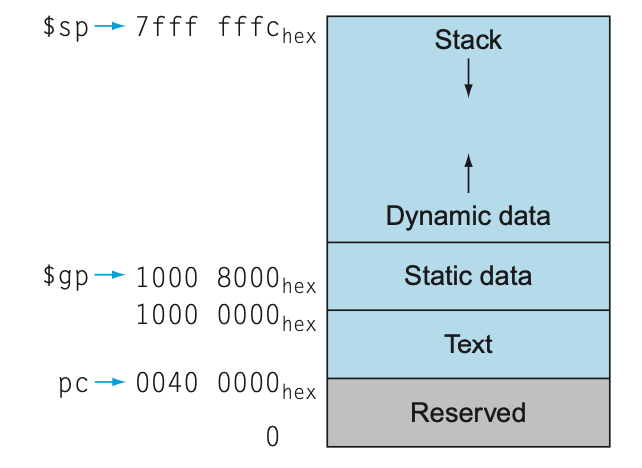 $sp → 7fff fffc hex
Stack
Dynamic data
$gp → 1000 8000 hex
Static data
1000 0000 hex
Text
pc → 0040 0000 hex
Reserved
0